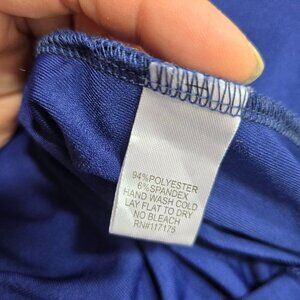 94%POLYESTER
6%SPANDEX
HAND WASH COLD
LAY FLAT TO DRY
NO BLEACH
RN#117175